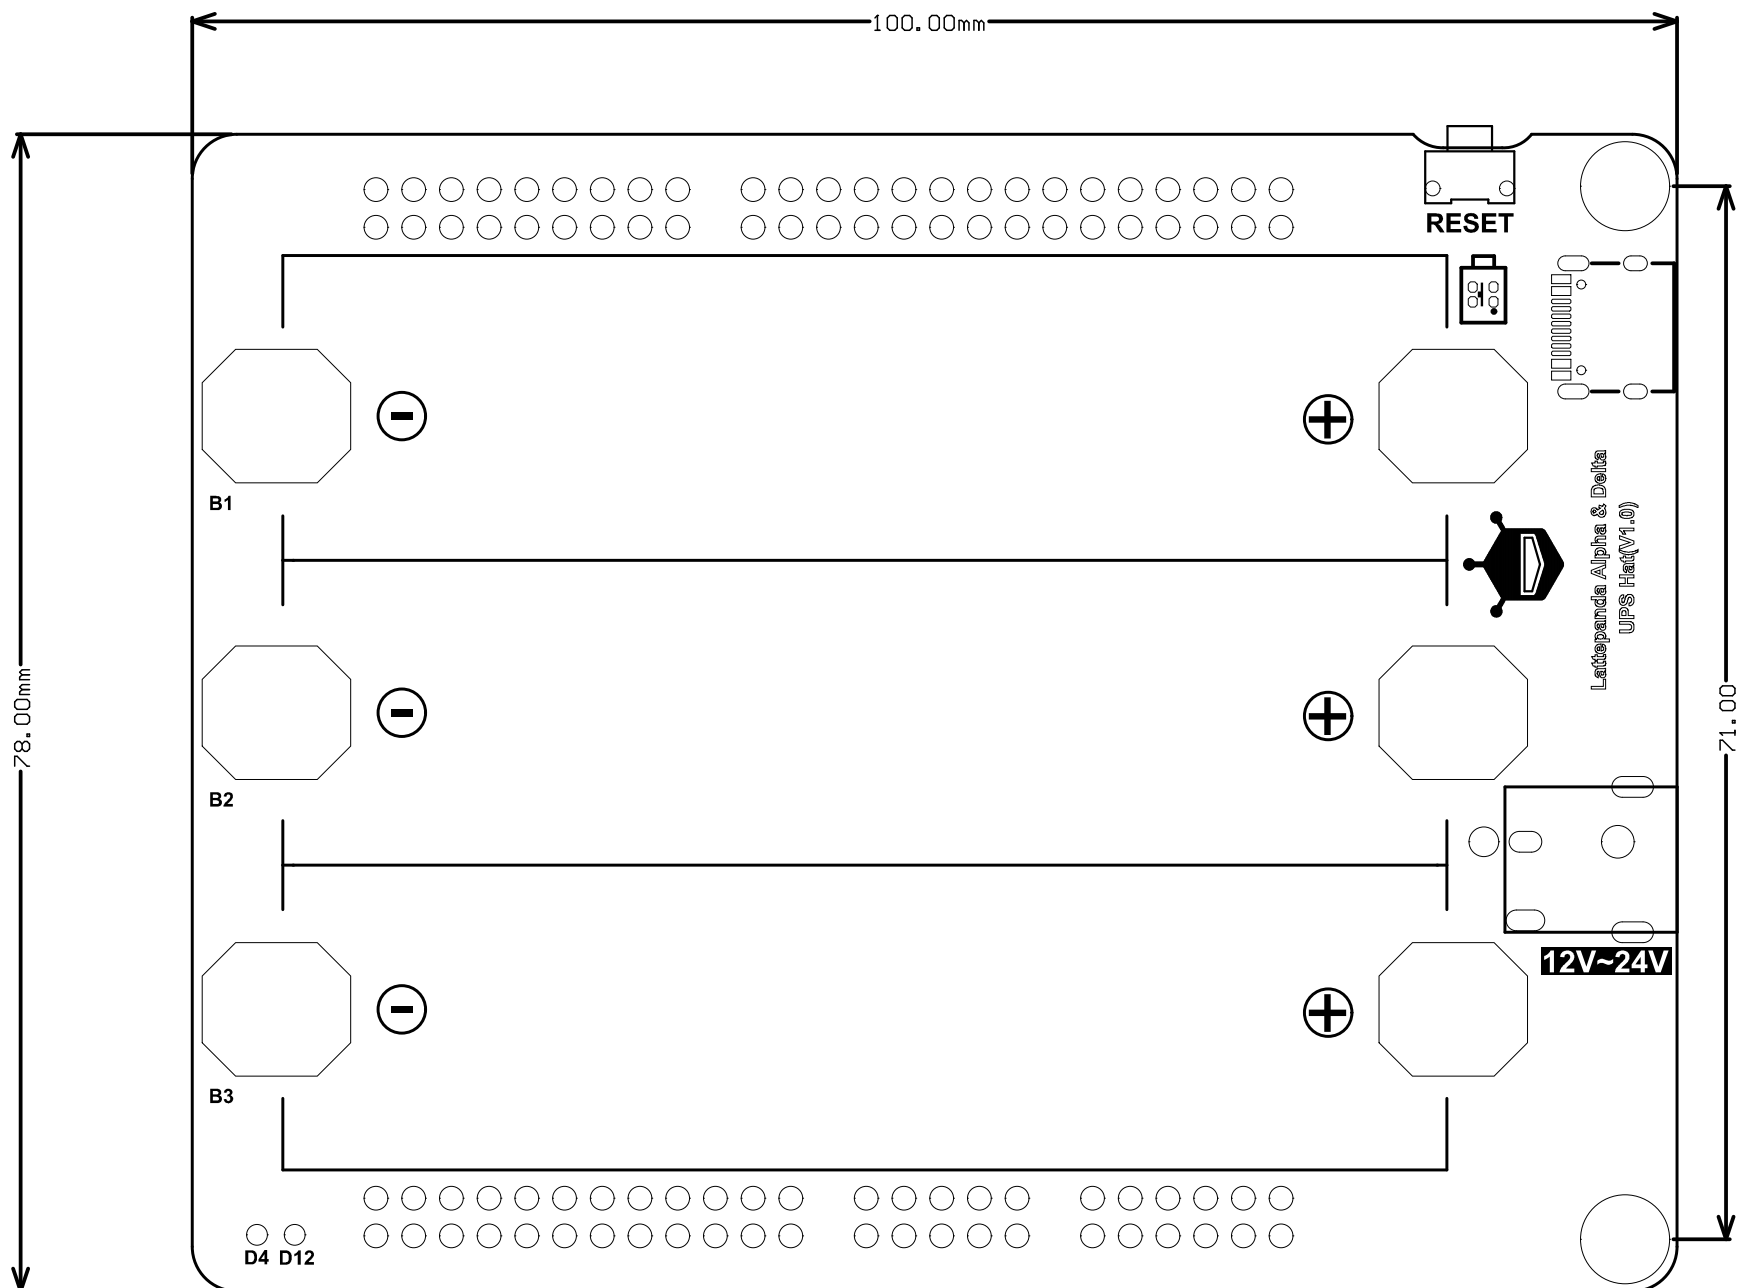 100.00mm
RESET
B1
Lattepanda Alpha & Delta
UPS Hat(V1.0)
78.00mm
71.00
B2
12V~24V
B3
D4 D12